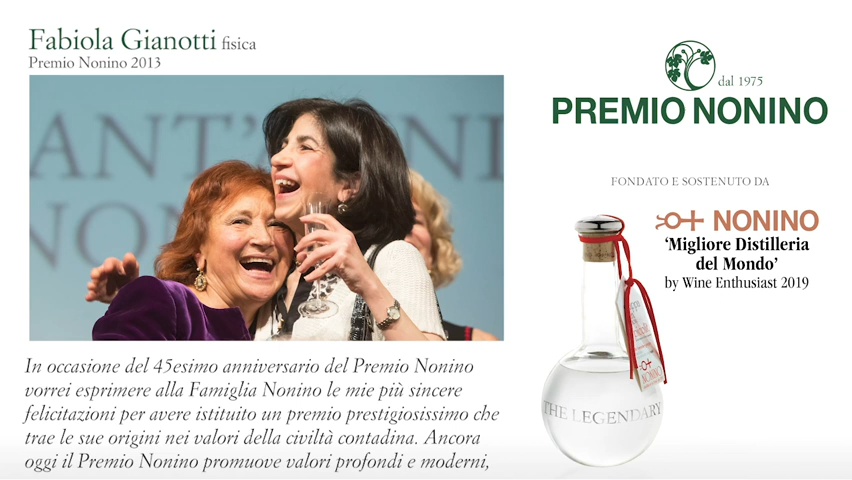 Fabiola Gianotti fisica
Premio Nonino 2013
ANT'
NON
In occasione del 45esimo anniversario del Premio Nonino
vorrei esprimere alla Famiglia Nonino le mie più sincere
felicitazioni per avere istituito un premio prestigiosissimo che
trae le sue origini nei valori della civiltà contadina. Ancora
oggi il Premio Nonino promuove valori profondi e moderni,
dal 1975
PREMIO NONINO
FONDATO E SOSTENUTO DA
NONINO
‘Migliore Distilleria
del Mondo’
by Wine Enthusiast 2019
NONINO
THE LEGENDARY